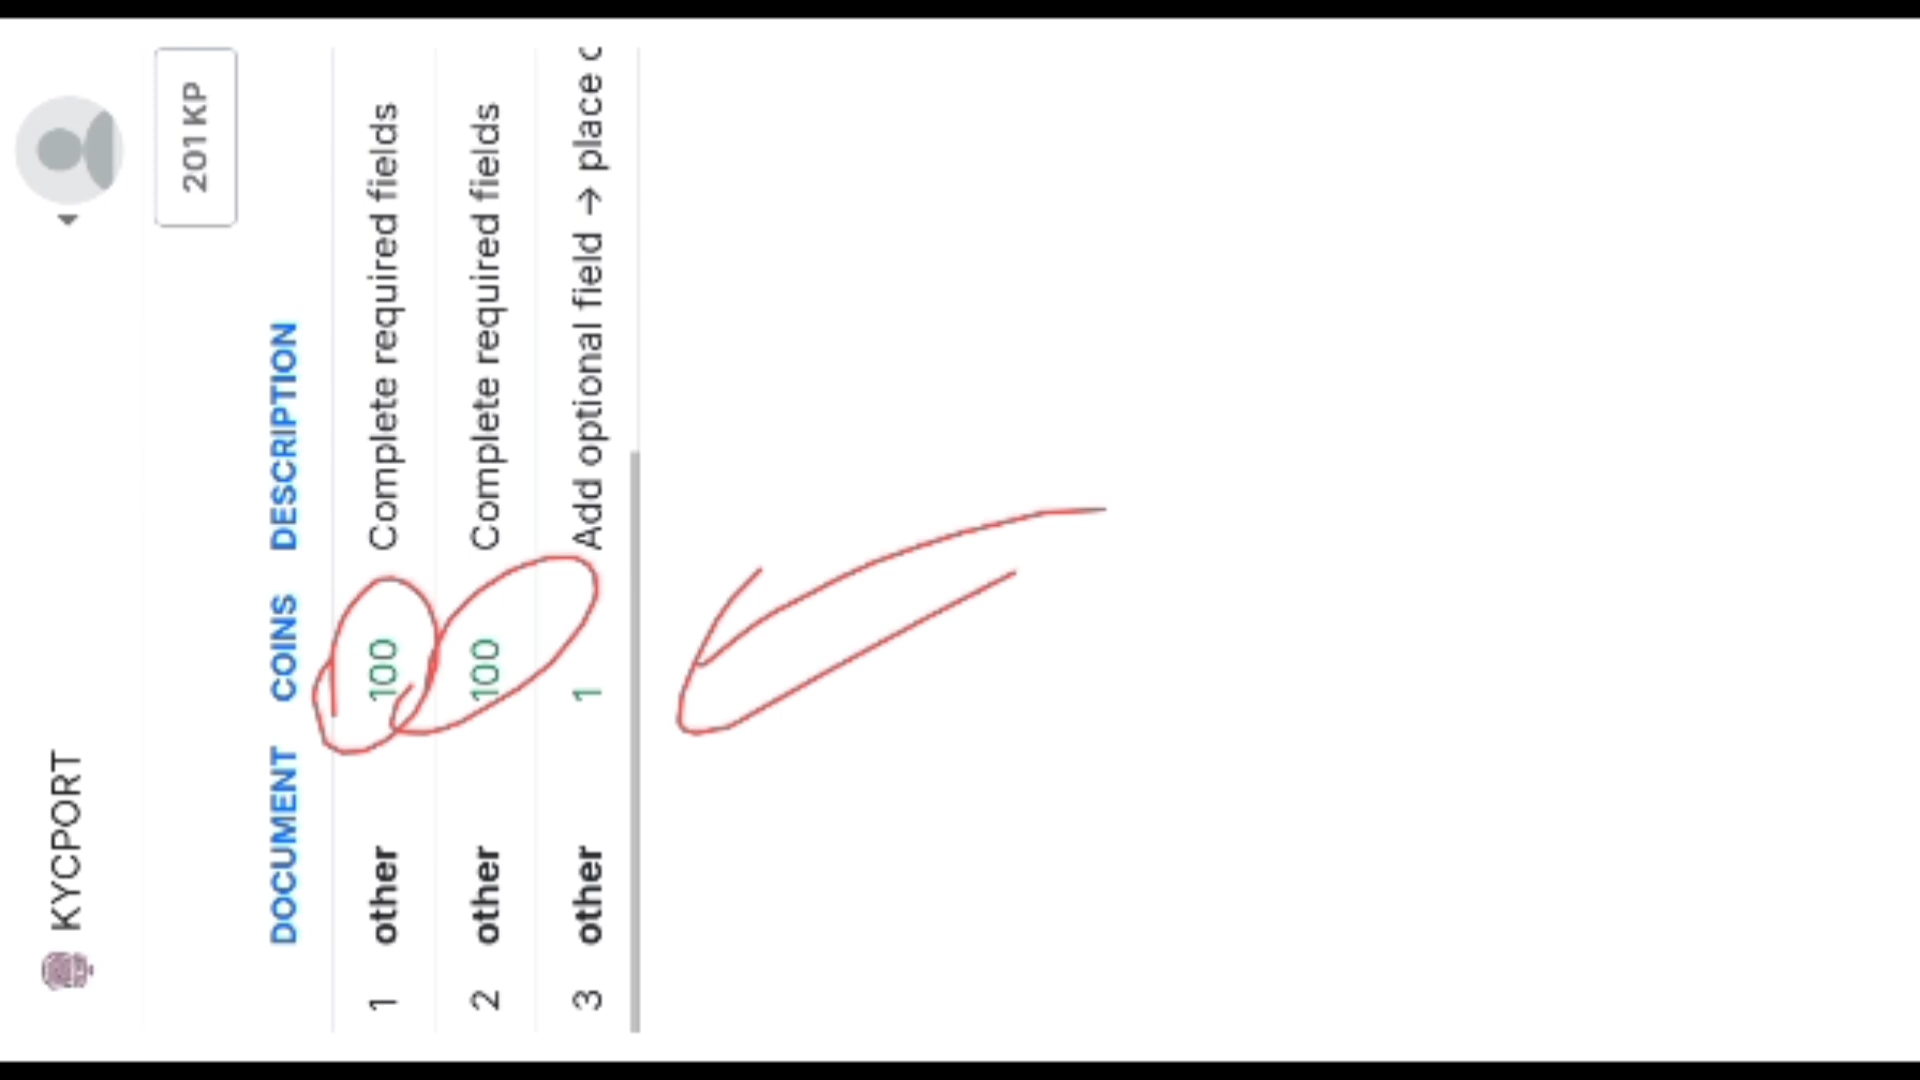 KYCPORT
201 KP
DOCUMENT COINS DESCRIPTION
1 other 100 Complete required fields
2 other 100 Complete required fields
3 other 1 Add optional field → place